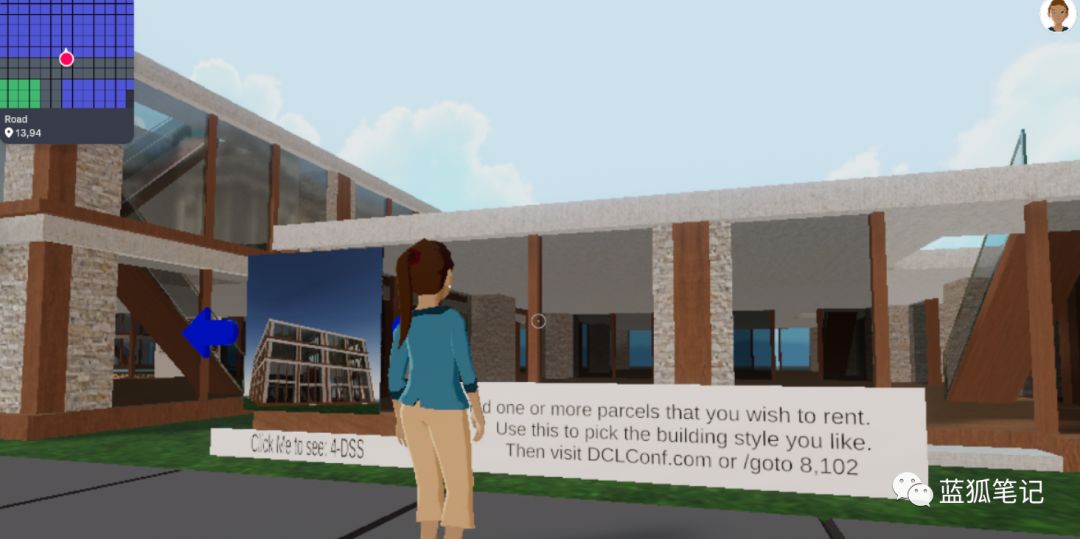 Road
13,94
Click Me to see: 4-DSS
d one or more parcels that you wish to rent.
Use this to pick the building style you like.
Then visit DCLConf.com or /goto 8,102
蓝狐笔记